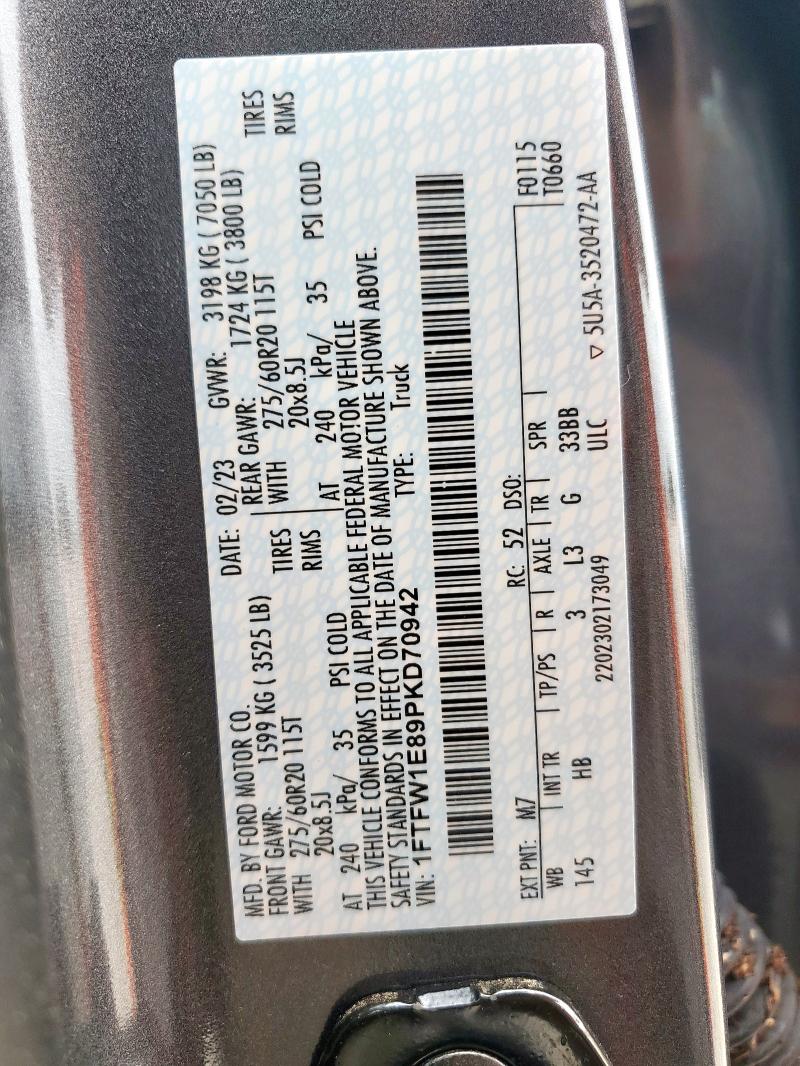 MFD. BY FORD MOTOR CO. DATE: 02/23 GVWR: 3198 KG ( 7050 LB)
FRONT GAWR: 1599 KG ( 3525 LB) REAR GAWR: 1724 KG ( 3800 LB)
WITH 275/60R20 115T TIRES WITH 275/60R20 115T TIRES
20x8.5J RIMS 20x8.5J RIMS
AT 240 kPa/ 35 PSI COLD AT 240 kPa/ 35 PSI COLD
THIS VEHICLE CONFORMS TO ALL APPLICABLE FEDERAL MOTOR VEHICLE
SAFETY STANDARDS IN EFFECT ON THE DATE OF MANUFACTURE SHOWN ABOVE.
VIN: 1FTFW1E89PKD70942 TYPE: Truck
EXT PNT: M7 RC: 52 DSO: F0115
WB INT TR TP/PS R AXLE TR SPR T0660
145 HB 3 L3 G 33BB
2202302173049 ULC ▽ 5U5A-3520472-AA